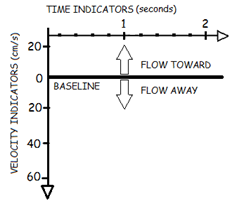 TIME INDICATORS (seconds)
1 2
20
FLOW TOWARD
0
BASELINE
FLOW AWAY
20
40
60
VELOCITY INDICATORS (cm/s)